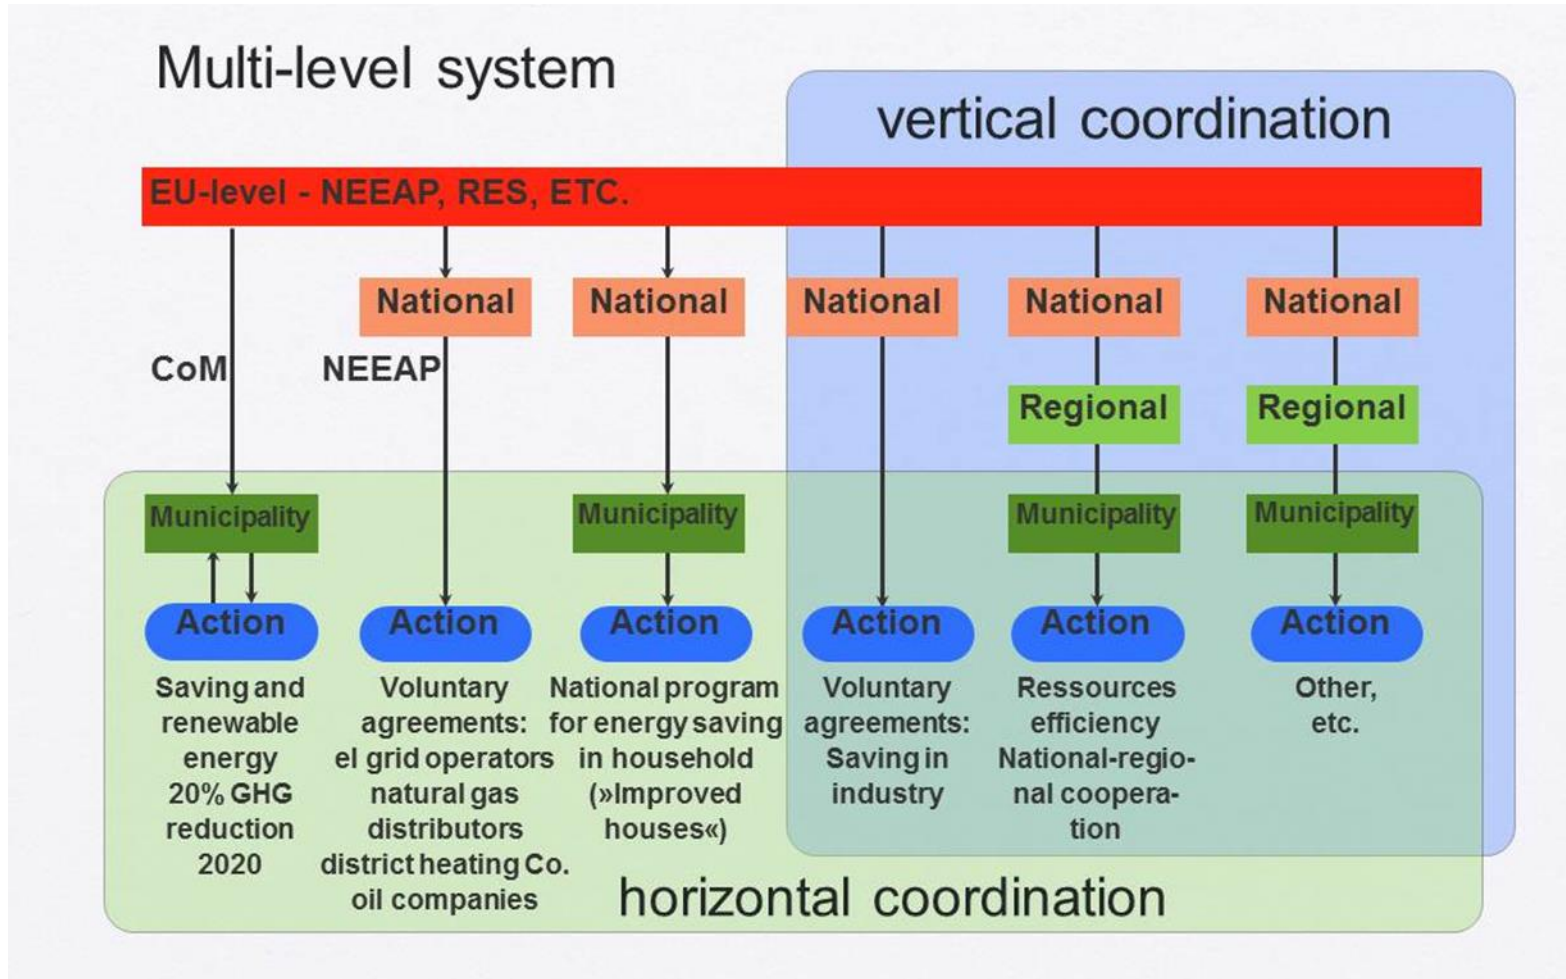 Multi-level system
vertical coordination
EU-level - NEEAP, RES, ETC.
National
National
National
National
National
CoM
NEEAP
Regional
Regional
Municipality
Municipality
Municipality
Municipality
Action
Action
Action
Action
Action
Action
Saving and
renewable
energy
20% GHG
reduction
2020
Voluntary
agreements:
el grid operators
natural gas
distributors
district heating Co.
oil companies
National program
for energy saving
in household
(»Improved
houses«)
Voluntary
agreements:
Saving in
industry
Ressources
efficiency
National-regio-
nal coopera-
tion
Other,
etc.
horizontal coordination